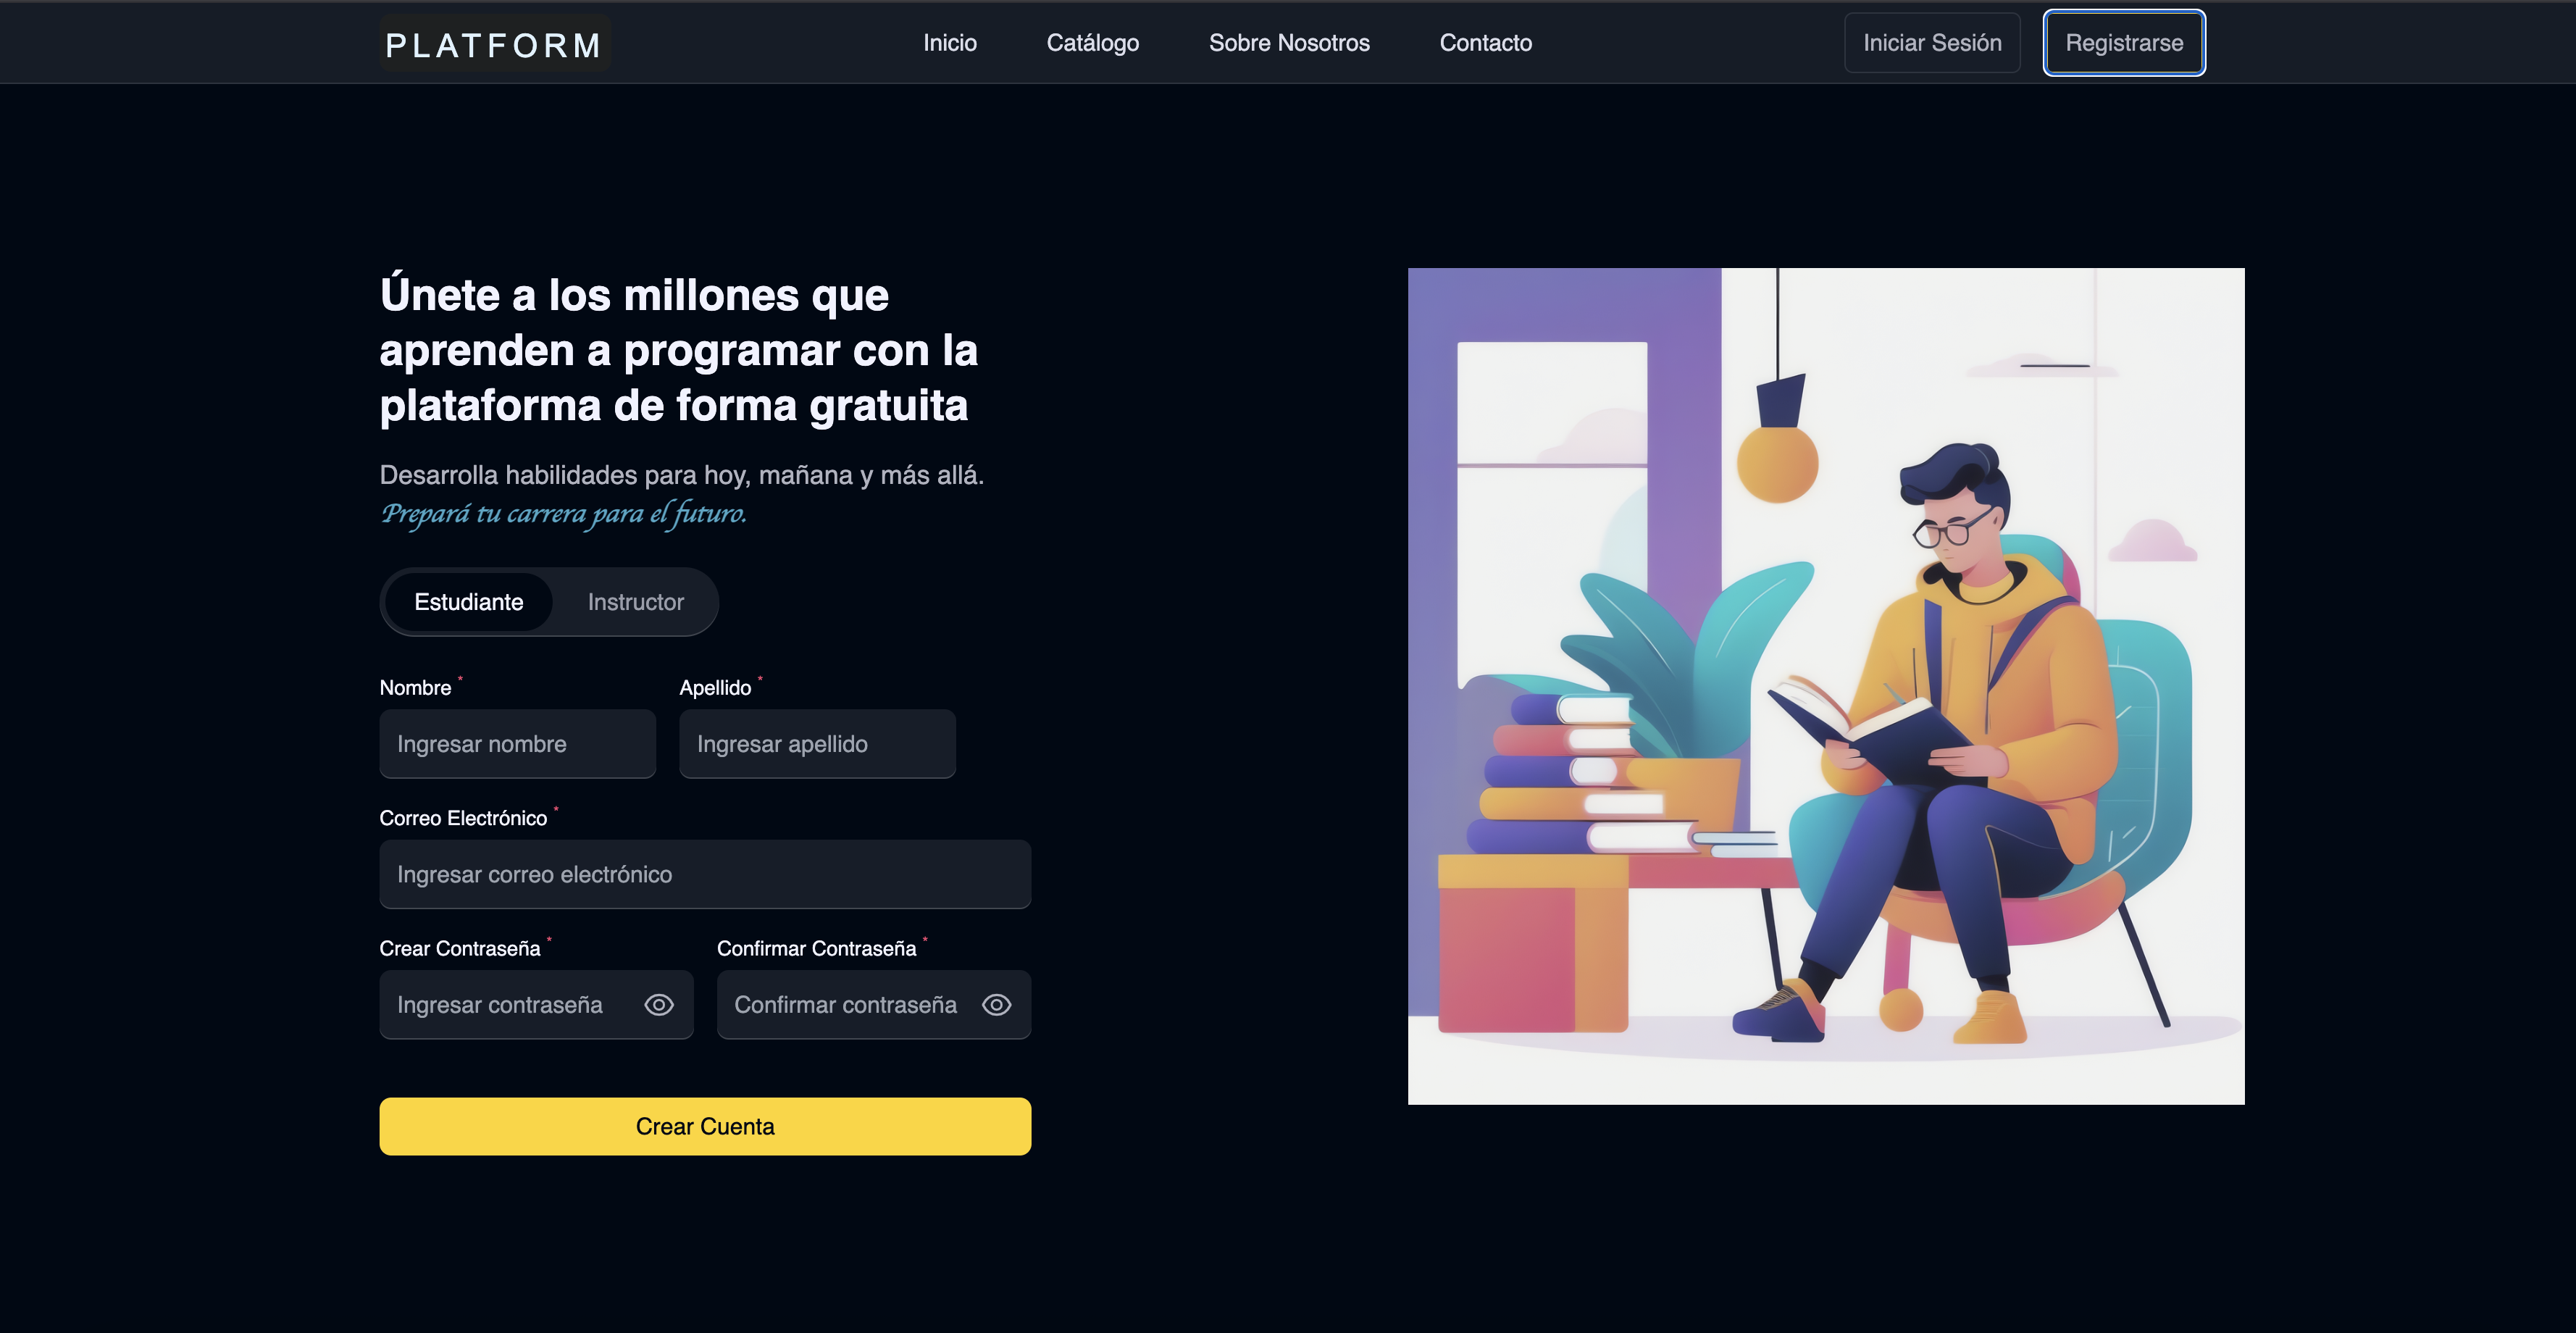 PLATFORM
Inicio Catálogo Sobre Nosotros Contacto
Iniciar Sesión Registrarse
Únete a los millones que
aprenden a programar con la
plataforma de forma gratuita
Desarrolla habilidades para hoy, mañana y más allá.
Prepará tu carrera para el futuro.
Estudiante Instructor
Nombre * Apellido *
Ingresar nombre Ingresar apellido
Correo Electrónico *
Ingresar correo electrónico
Crear Contraseña * Confirmar Contraseña *
Ingresar contraseña Confirmar contraseña
Crear Cuenta